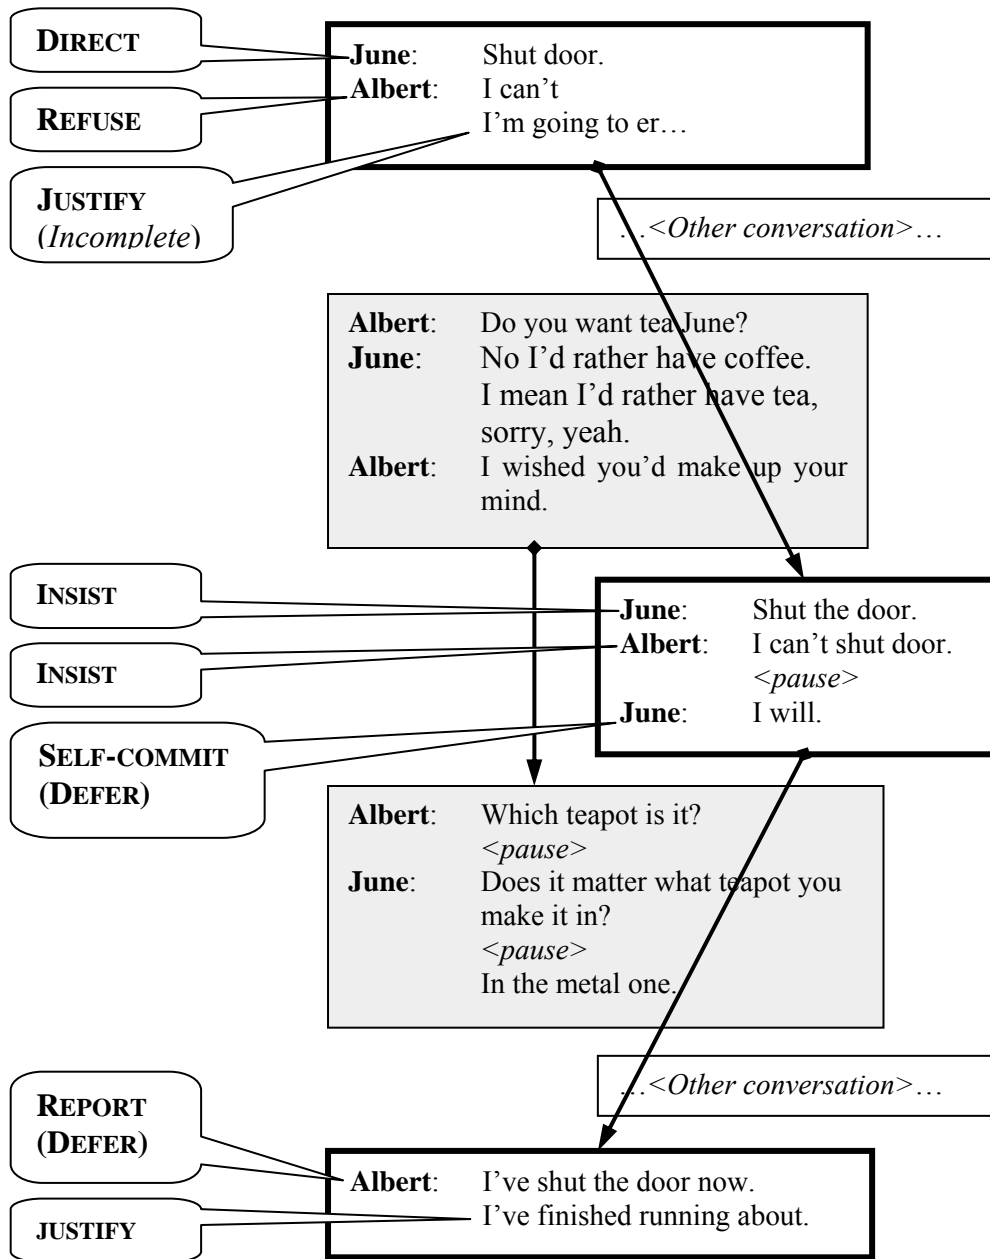 DIRECT
June: Shut door.
Albert: I can't
REFUSE
I'm going to er…
JUSTIFY
(Incomplete)
…<Other conversation>…
Albert: Do you want tea June?
June: No I'd rather have coffee.
I mean I'd rather have tea,
sorry, yeah.
Albert: I wished you'd make up your
mind.
INSIST
June: Shut the door.
Albert: I can't shut door.
INSIST
<pause>
June: I will.
SELF-COMMIT
(DEFER)
Albert: Which teapot is it?
<pause>
June: Does it matter what teapot you
make it in?
<pause>
In the metal one.
…<Other conversation>…
REPORT
(DEFER)
Albert: I've shut the door now.
I've finished running about.
JUSTIFY